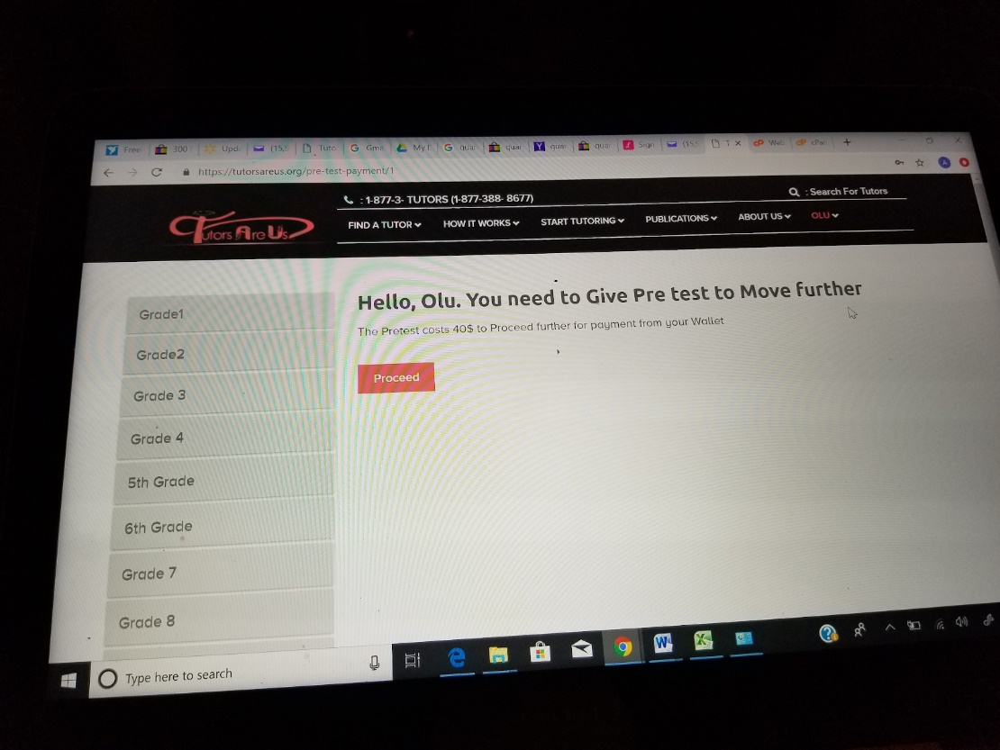 Free
300
Upd
(15,
Tuto
Gma
My I
quai
quai
quar
quai
Sign
(15,
T
Web
cPan
https://tutorsareus.org/pre-test-payment/1
: 1-877-3- TUTORS (1-877-388- 8677)
: Search For Tutors
Tutors Are Us
FIND A TUTOR
HOW IT WORKS
START TUTORING
PUBLICATIONS
ABOUT US
OLU
Hello, Olu. You need to Give Pre test to Move further
The Pretest costs 40$ to Proceed further for payment from your Wallet
Proceed
Grade1
Grade2
Grade 3
Grade 4
5th Grade
6th Grade
Grade 7
Grade 8
Type here to search